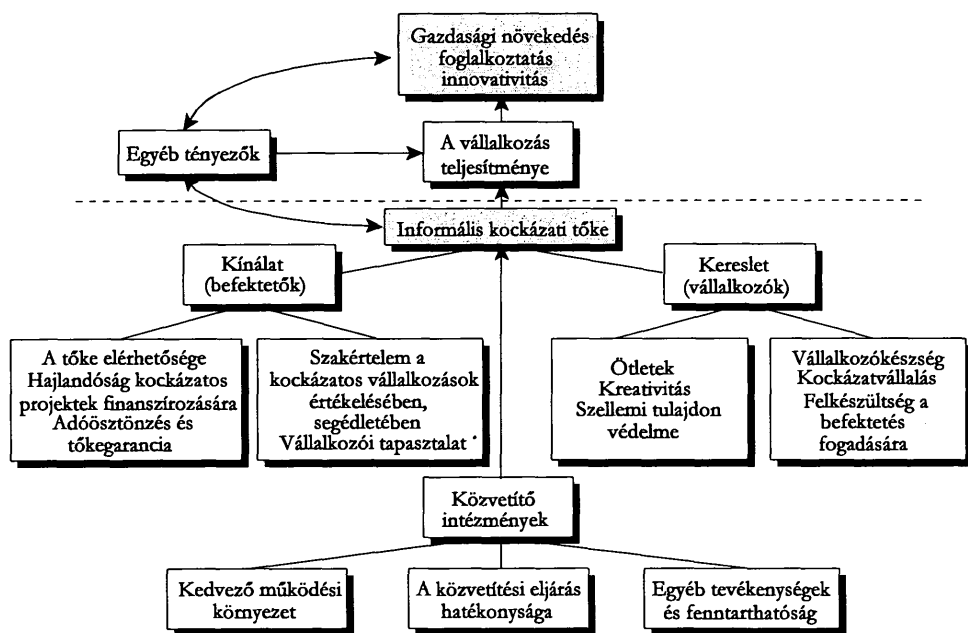 Gazdasági növekedés
foglalkoztatás
innovativitás
Egyéb tényezők
A vállalkozás
teljesítménye
Informális kockázati tőke
Kínálat
(befektetők)
Kereslet
(vállalkozók)
A tőke elérhetősége
Hajlandóság kockázatos
projektek finanszírozására
Adóösztönzés és
tőkegarancia
Szakértelem a
kockázatos vállalkozások
értékelésében,
segédletében
Vállalkozói tapasztalat
Ötletek
Kreativitás
Szellemi tulajdon
védelme
Vállalkozókészség
Kockázatvállalás
Felkészültség a
befektetés
fogadására
Közvetítő
intézmények
Kedvező működési
környezet
A közvetítési eljárás
hatékonysága
Egyéb tevékenységek
és fenntarthatóság